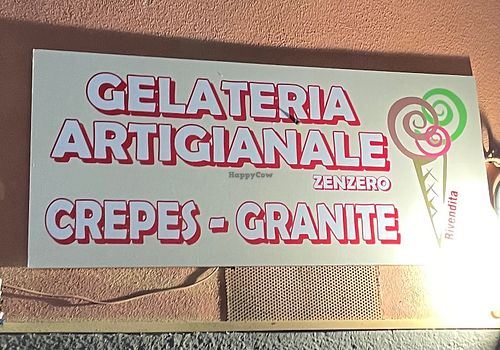 GELATERIA
ARTIGIANALE
ZENZERO
CREPES - GRANITE
Rivendita
HappyCow